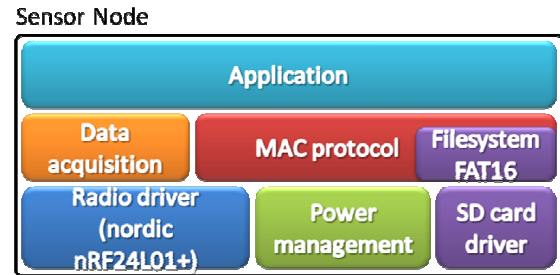 Sensor Node
Application
Data
acquisition
MAC protocol
Filesystem
FAT16
Radio driver
(nordic
nRF24L01+)
Power
management
SD card
driver